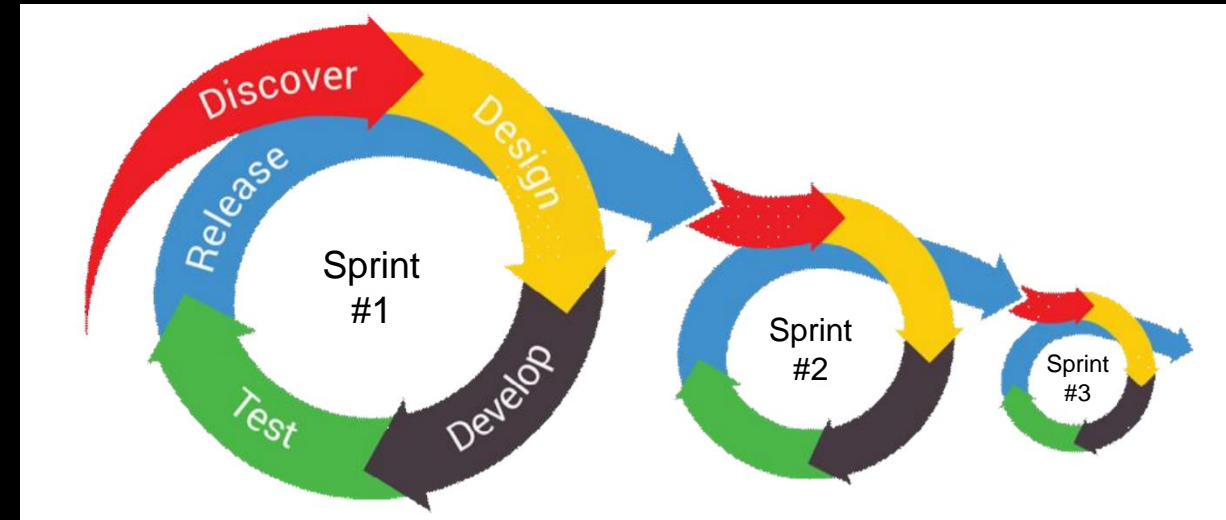 Discover
Design
Develop
Test
Release
Sprint
#1
Sprint
#2
Sprint
#3